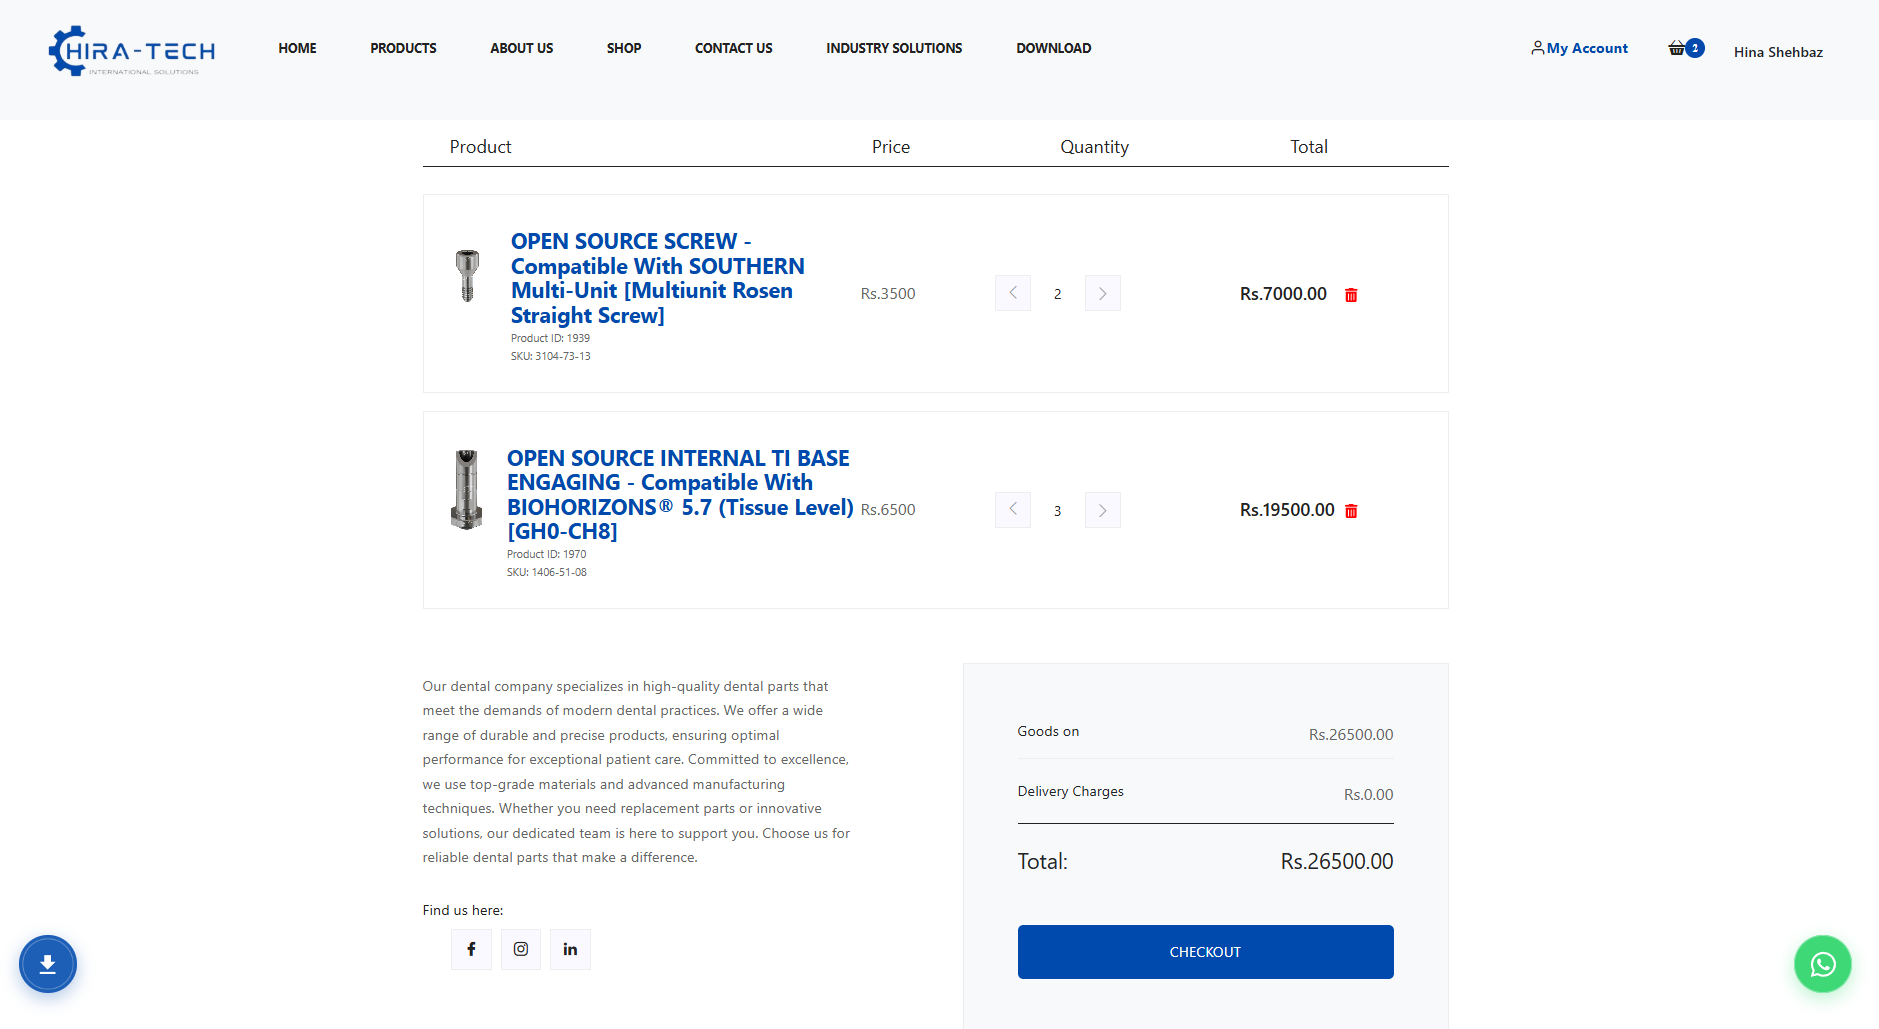 HIRA-TECH
INTERNATIONAL SOLUTIONS
HOME
PRODUCTS
ABOUT US
SHOP
CONTACT US
INDUSTRY SOLUTIONS
DOWNLOAD
My Account
2
Hina Shehbaz
Product
Price
Quantity
Total
OPEN SOURCE SCREW -
Compatible With SOUTHERN
Multi-Unit [Multiunit Rosen
Straight Screw]
Product ID: 1939
SKU: 3104-73-13
Rs.3500
2
Rs.7000.00
OPEN SOURCE INTERNAL TI BASE
ENGAGING - Compatible With
BIOHORIZONS® 5.7 (Tissue Level)
[GH0-CH8]
Product ID: 1970
SKU: 1406-51-08
Rs.6500
3
Rs.19500.00
Our dental company specializes in high-quality dental parts that
meet the demands of modern dental practices. We offer a wide
range of durable and precise products, ensuring optimal
performance for exceptional patient care. Committed to excellence,
we use top-grade materials and advanced manufacturing
techniques. Whether you need replacement parts or innovative
solutions, our dedicated team is here to support you. Choose us for
reliable dental parts that make a difference.
Find us here:
Goods on
Rs.26500.00
Delivery Charges
Rs.0.00
Total:
Rs.26500.00
CHECKOUT